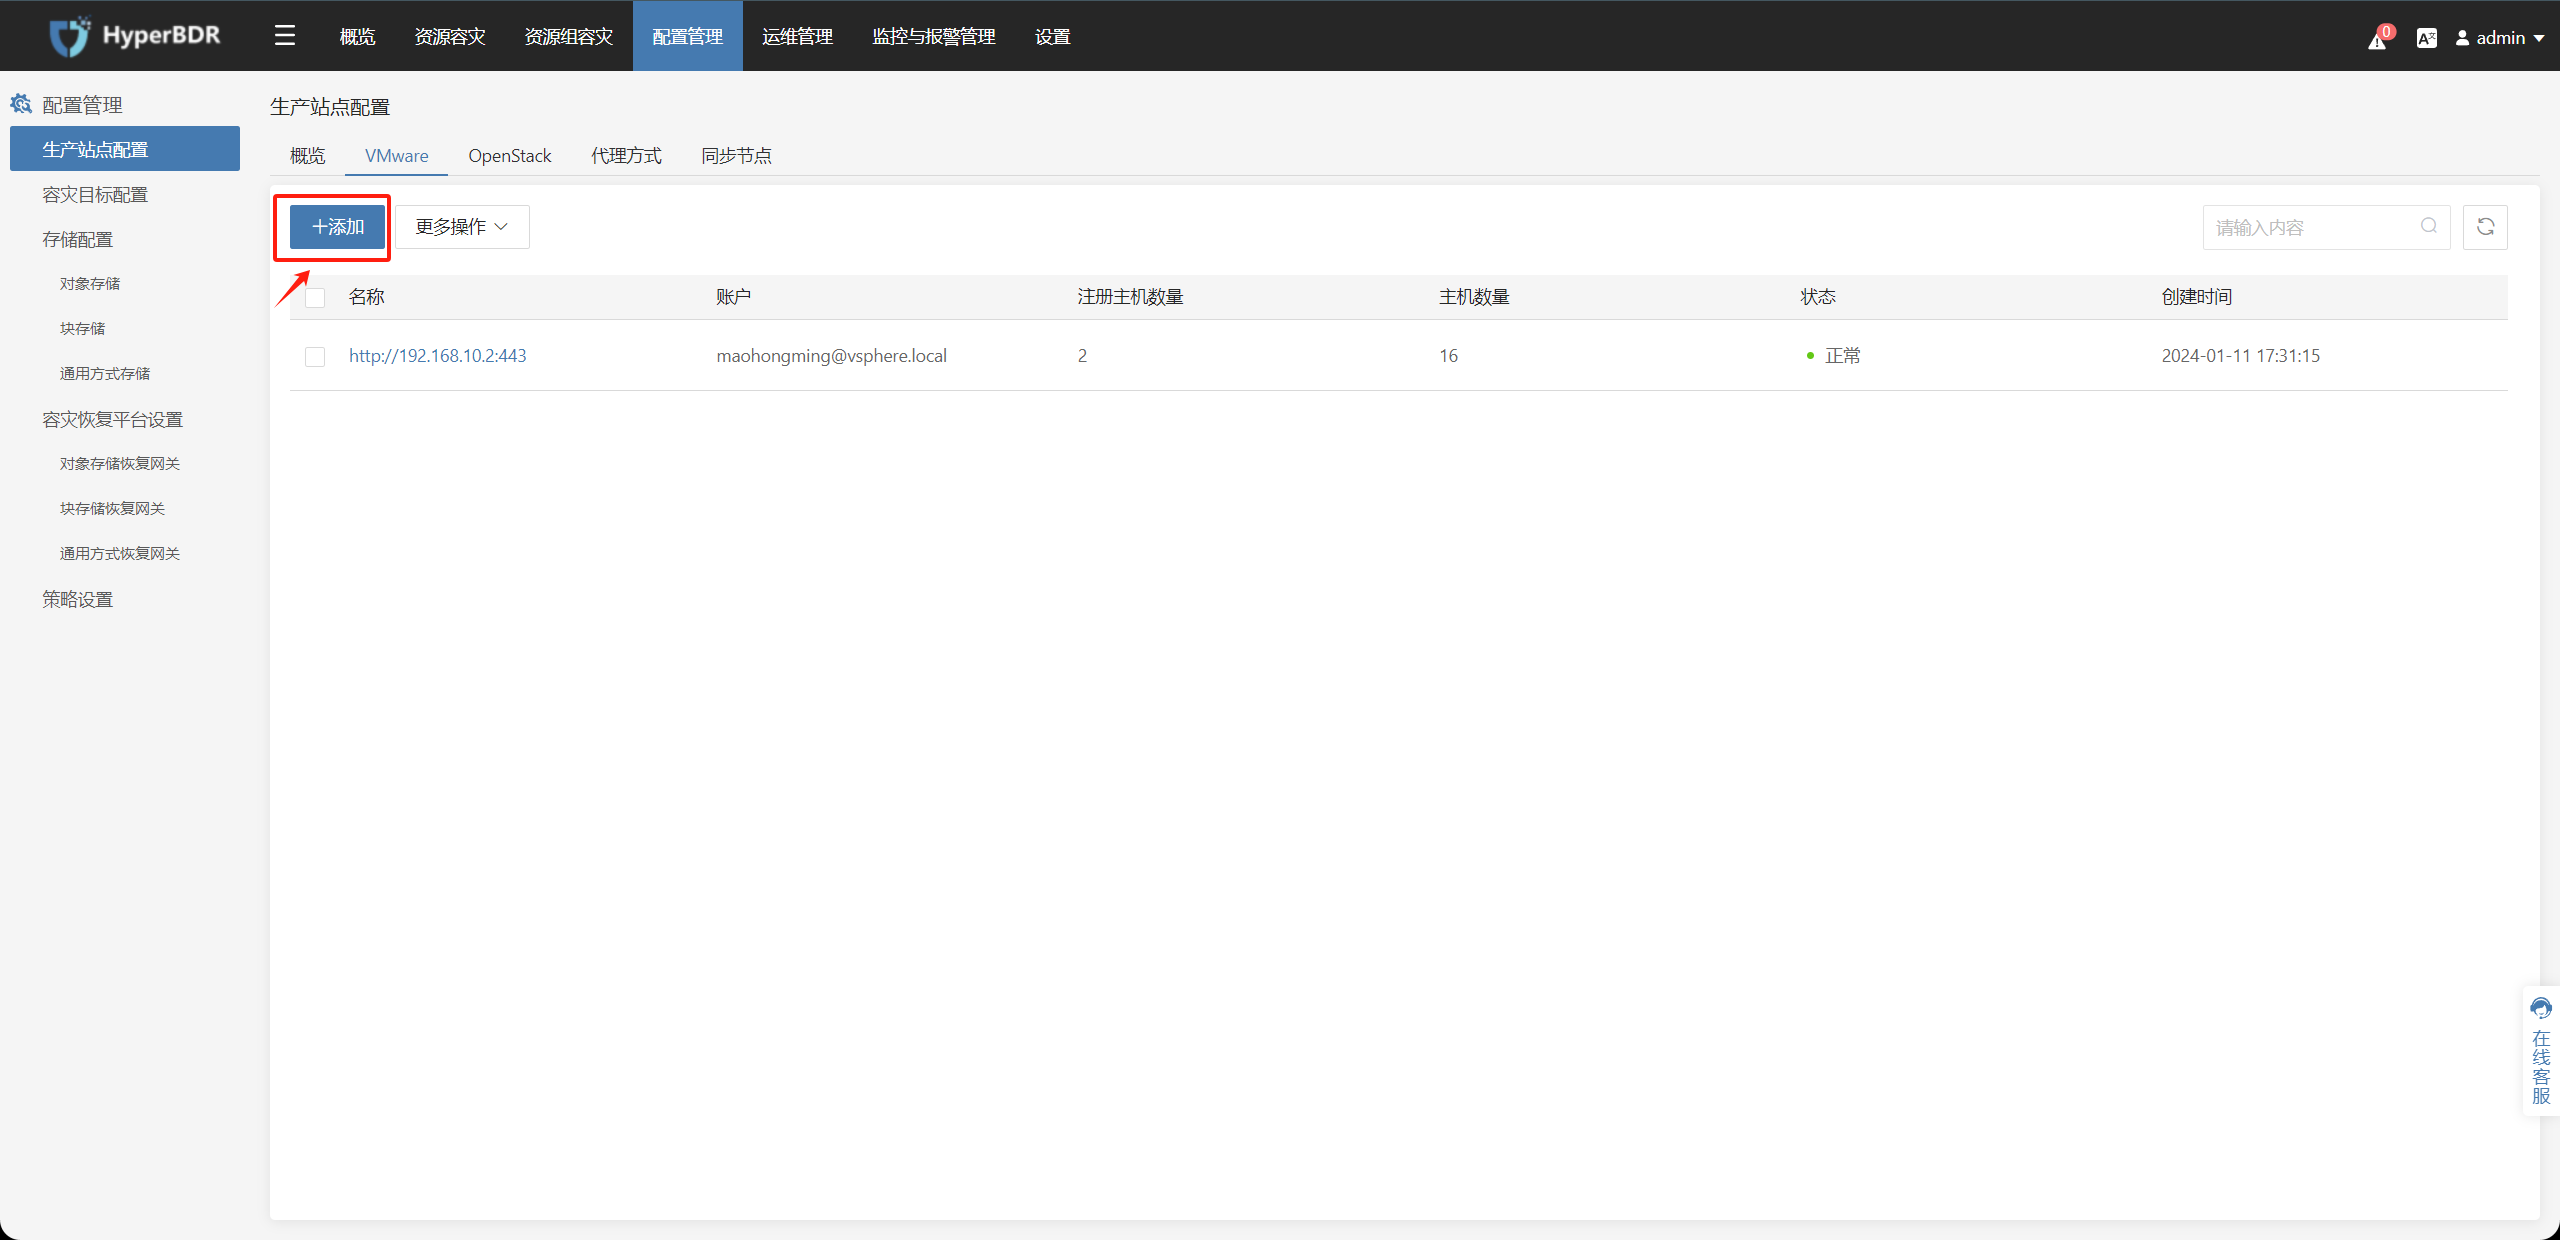 HyperBDR
概览 资源容灾 资源组容灾 配置管理 运维管理 监控与报警管理 设置
0 admin
配置管理
生产站点配置
容灾目标配置
存储配置
对象存储
块存储
通用方式存储
容灾恢复平台设置
对象存储恢复网关
块存储恢复网关
通用方式恢复网关
策略设置
生产站点配置
概览 VMware OpenStack 代理方式 同步节点
+添加 更多操作
请输入内容
名称 账户 注册主机数量 主机数量 状态 创建时间
http://192.168.10.2:443 maohongming@vsphere.local 2 16 正常 2024-01-11 17:31:15
在线客服